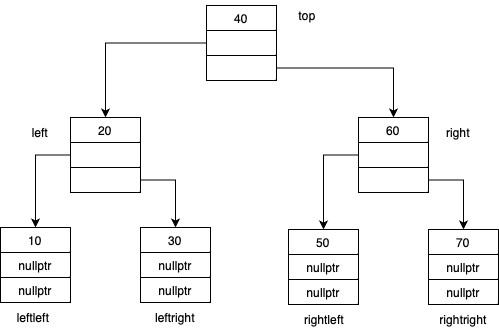 40
top
left
20
60
right
10
30
50
70
nullptr
nullptr
nullptr
nullptr
nullptr
nullptr
nullptr
nullptr
leftleft
leftright
rightleft
rightright